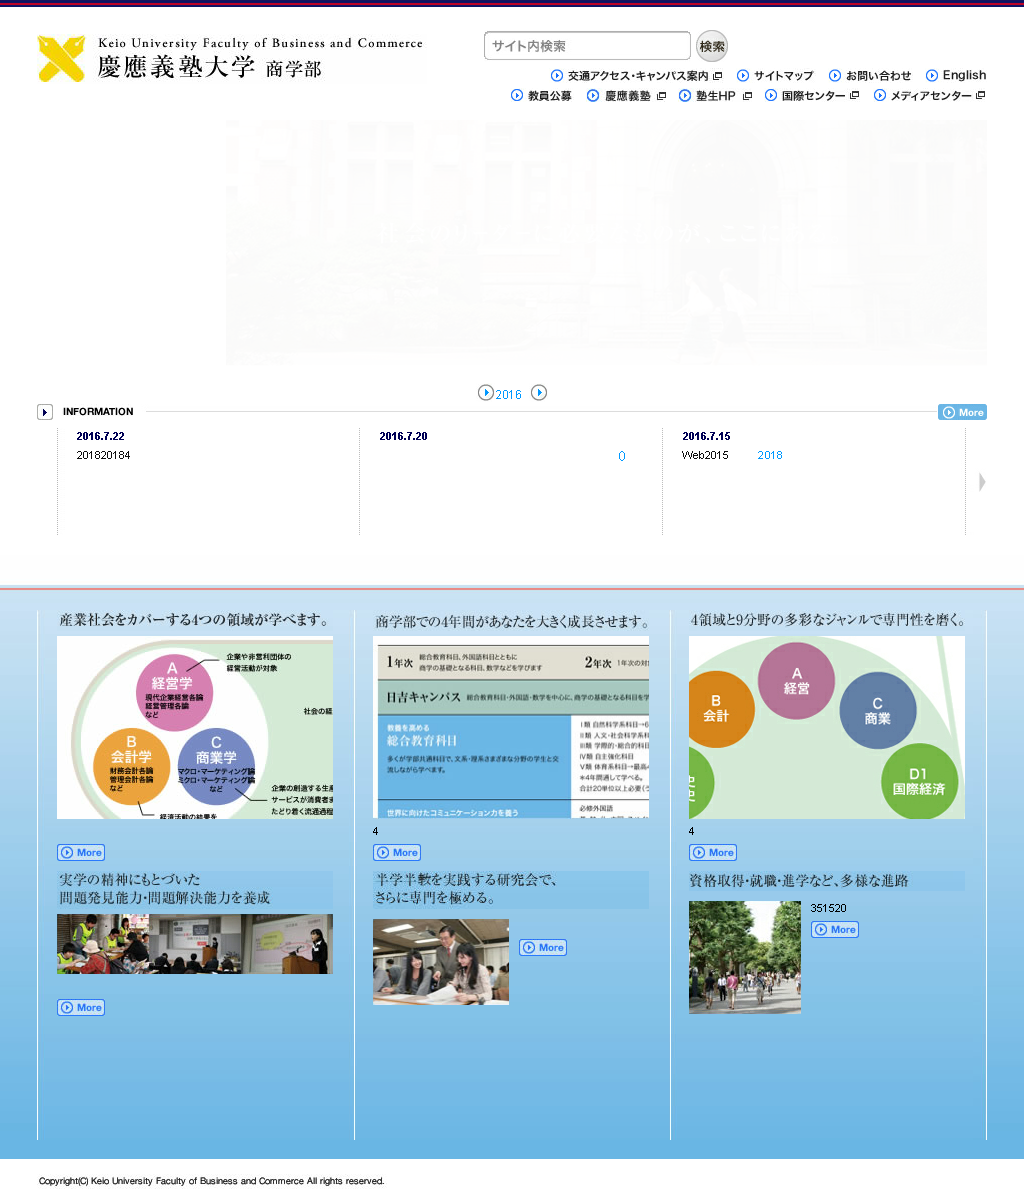 Keio University Faculty of Business and Commerce
慶應義塾大学 商学部
サイト内検索 検索
交通アクセス・キャンパス案内 サイトマップ お問い合わせ English
教員公募 慶應義塾 塾生HP 国際センター メディアセンター
2016
INFORMATION More
2016.7.22
201820184
2016.7.20
0
2016.7.15
Web2015 2018
産業社会をカバーする4つの領域が学べます。
A
経営学
現代企業経営各論
経営管理各論
など
企業や非営利団体の
経営活動が対象
社会の経
B
会計学
財務会計各論
管理会計各論
など
C
商業学
マクロ・マーケティング論
ミクロ・マーケティング論
など
企業の創造する生産
サービスが消費者ま
たどり着く流通過程
経済活動の結果を
More
実学の精神にもとづいた
問題発見能力・問題解決能力を養成
More
商学部での4年間があなたを大きく成長させます。
1年次 総合教育科目、外国語科目とともに
商学の基礎となる科目、数学などを学びます
2年次 1年次の対
日吉キャンパス 総合教育科目・外国語・数学を中心に、商学の基礎となる科目を学
教養を高める
総合教育科目
多くが学部共通科目で、文系・理系さまざまな分野の学生と交
流しながら学べます。
I類 自然科学系科目→6
II類 人文・社会科学系科
III類 学際的・総合的科目
IV類 自主強化科目
V類 体育系科目→最高4
*4年間通して学べる。
合計20単位以上必要(う
世界に向けたコミュニケーション力を養う
必修外国語
4
More
半学半教を実践する研究会で、
さらに専門を極める。
More
4領域と9分野の多彩なジャンルで専門性を磨く。
A
経営
B
会計
C
商業
D1
国際経済
4
More
資格取得・就職・進学など、多様な進路
351520
More
Copyright(C) Keio University Faculty of Business and Commerce All rights reserved.